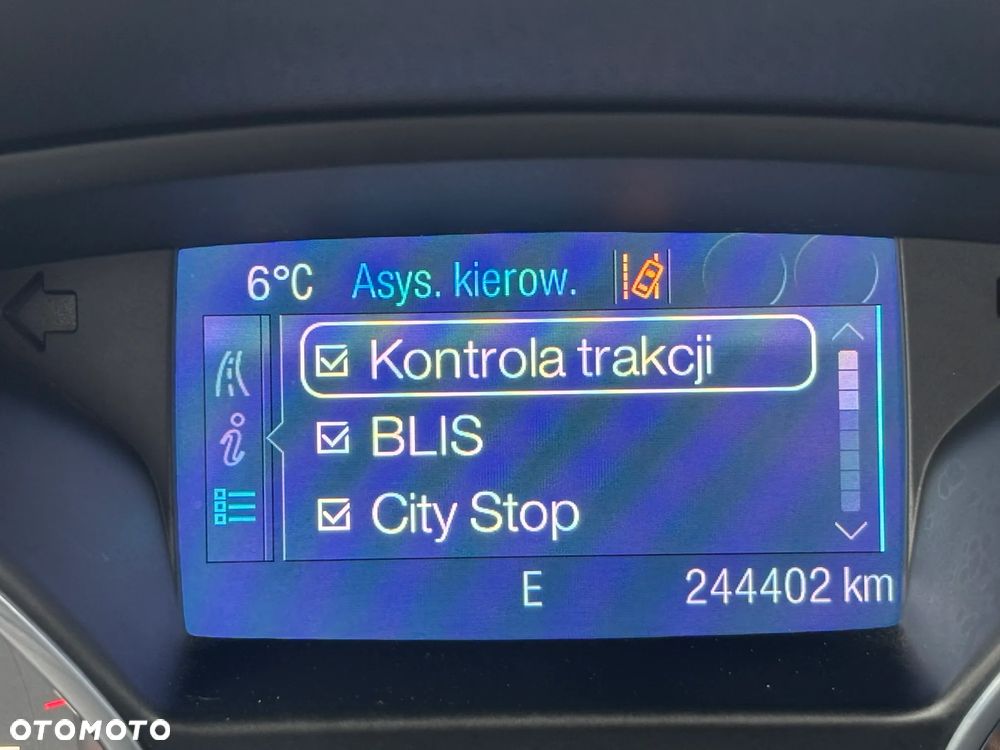 6°C Asys. kierow.
Kontrola trakcji
BLIS
City Stop
E 244402 km
OTOMOTO